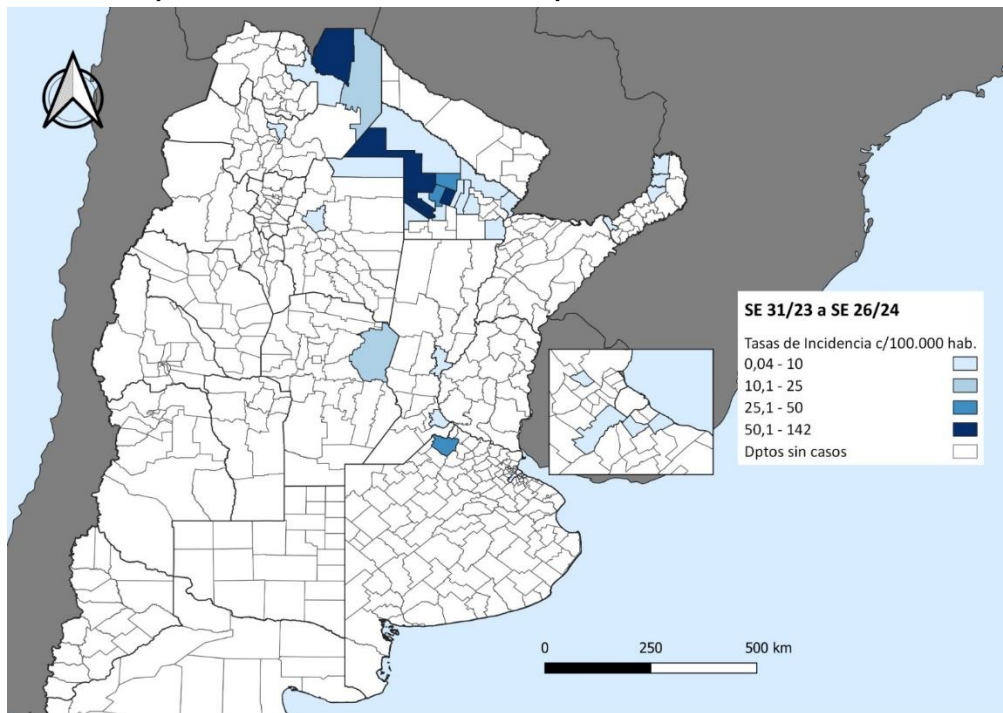 SE 31/23 a SE 26/24
Tasas de Incidencia c/100.000 hab.
0,04 - 10
10,1 - 25
25,1 - 50
50,1 - 142
Dptos sin casos
0 250 500 km